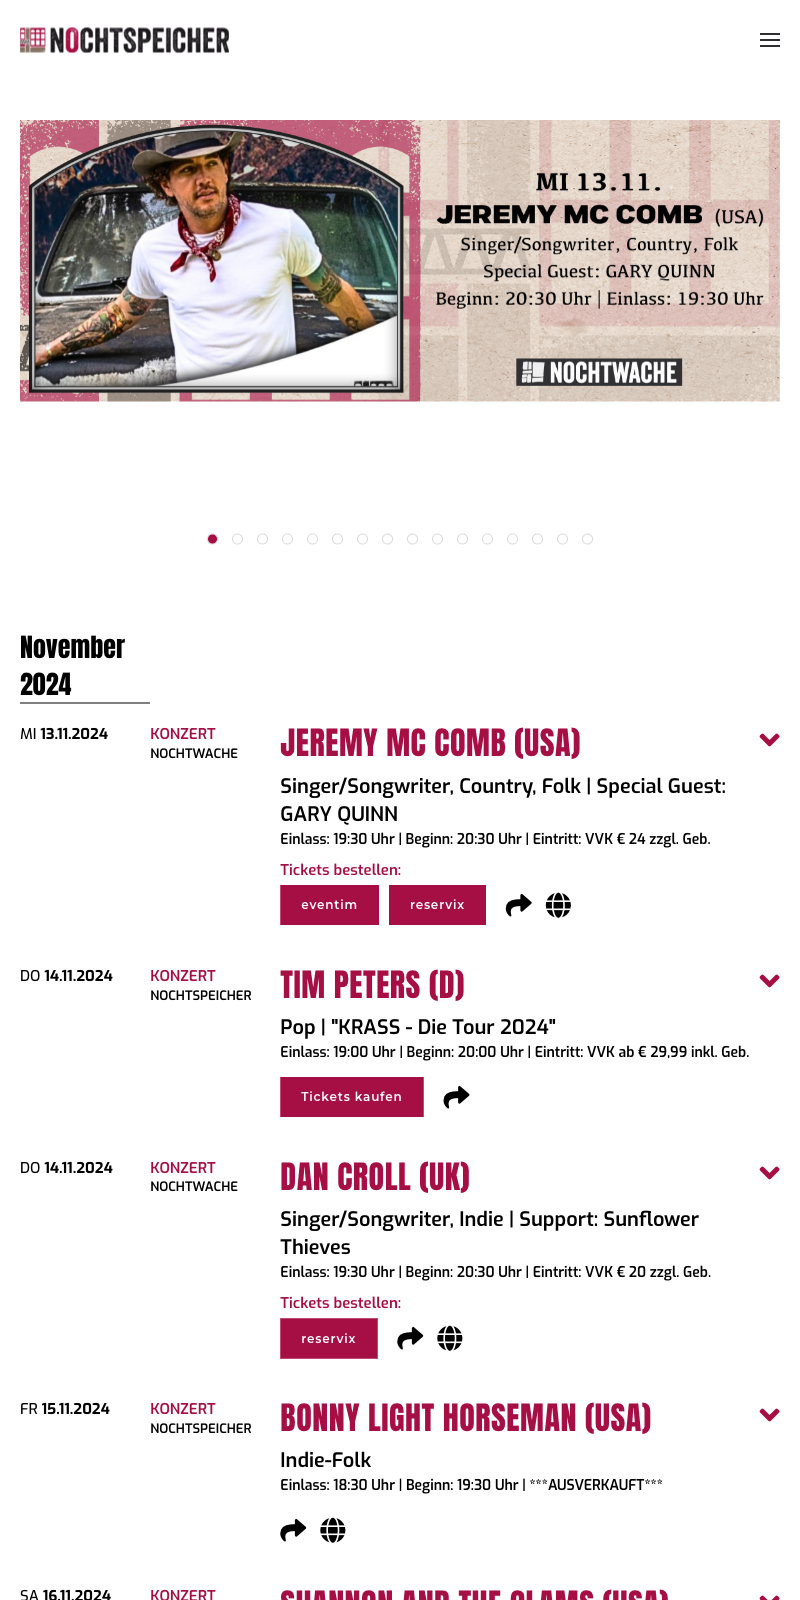 NOCHTSPEICHER
MI 13.11.
JEREMY MC COMB (USA)
Singer/Songwriter, Country, Folk
Special Guest: GARY QUINN
Beginn: 20:30 Uhr | Einlass: 19:30 Uhr
NOCHTWACHE
November
2024
MI 13.11.2024
KONZERT
NOCHTWACHE
JEREMY MC COMB (USA)
Singer/Songwriter, Country, Folk | Special Guest:
GARY QUINN
Einlass: 19:30 Uhr | Beginn: 20:30 Uhr | Eintritt: VVK € 24 zzgl. Geb.
Tickets bestellen:
eventim reservix
DO 14.11.2024
KONZERT
NOCHTSPEICHER
TIM PETERS (D)
Pop | "KRASS - Die Tour 2024"
Einlass: 19:00 Uhr | Beginn: 20:00 Uhr | Eintritt: VVK ab € 29,99 inkl. Geb.
Tickets kaufen
DO 14.11.2024
KONZERT
NOCHTWACHE
DAN CROLL (UK)
Singer/Songwriter, Indie | Support: Sunflower
Thieves
Einlass: 19:30 Uhr | Beginn: 20:30 Uhr | Eintritt: VVK € 20 zzgl. Geb.
Tickets bestellen:
reservix
FR 15.11.2024
KONZERT
NOCHTSPEICHER
BONNY LIGHT HORSEMAN (USA)
Indie-Folk
Einlass: 18:30 Uhr | Beginn: 19:30 Uhr | ***AUSVERKAUFT***
SA 16.11.2024
KONZERT
SHANNON AND THE CLAMS (USA)